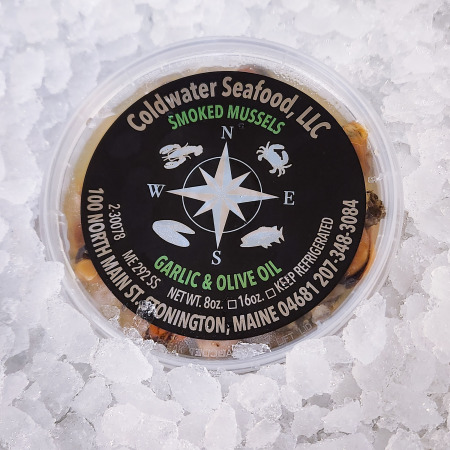 Coldwater Seafood, LLC
SMOKED MUSSELS
N
W E
S
2-30078 ME 292 SS
GARLIC & OLIVE OIL
NET WT. 8oz. □ 16oz. □ KEEP REFRIGERATED
100 NORTH MAIN ST. STONINGTON, MAINE 04681 207.348.3084